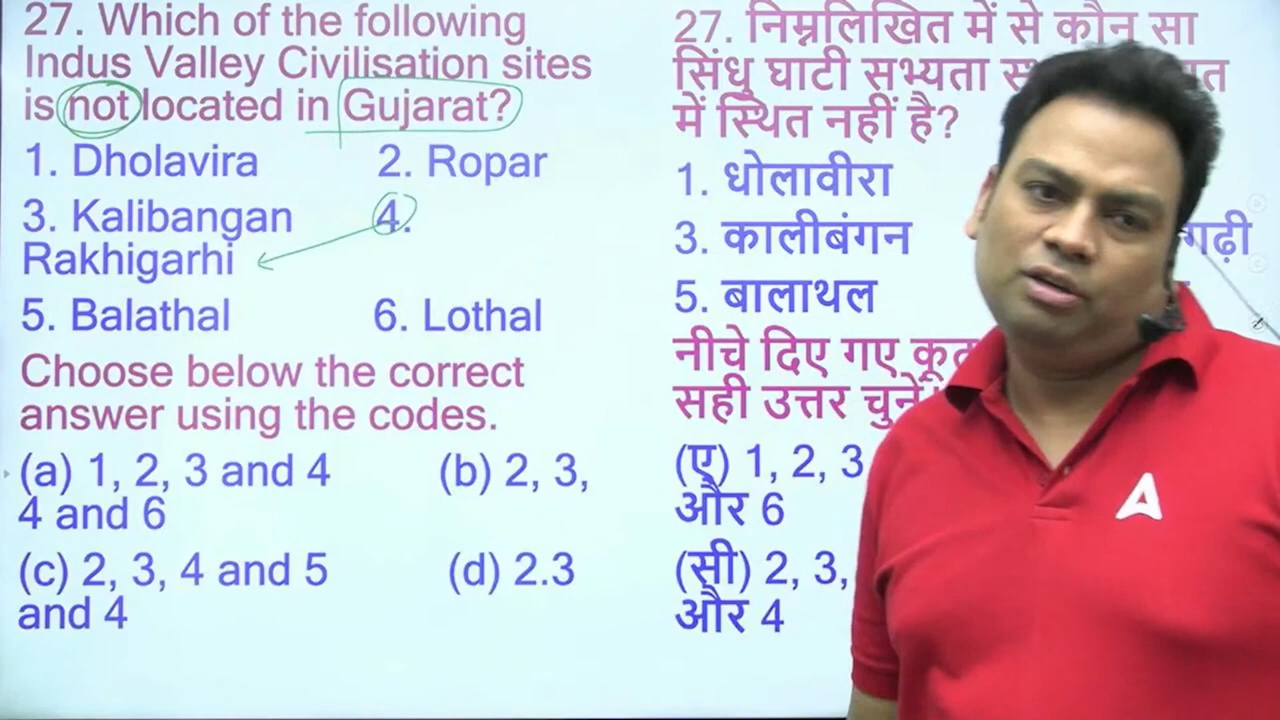 27. Which of the following
Indus Valley Civilisation sites
is not located in Gujarat?
1. Dholavira 2. Ropar
3. Kalibangan 4.
Rakhigarhi
5. Balathal 6. Lothal
Choose below the correct
answer using the codes.
(a) 1, 2, 3 and 4 (b) 2, 3,
4 and 6
(c) 2, 3, 4 and 5 (d) 2.3
and 4
27. निम्नलिखित में से कौन सा
सिंधु घाटी सभ्यता
में स्थित नहीं है?
1. धोलावीरा
3. कालीबंगन गढ़ी
5. बालाथल
नीचे दिए गए
सही उत्तर चुनें
(ए) 1, 2, 3
और 6
(सी) 2, 3,
और 4
A